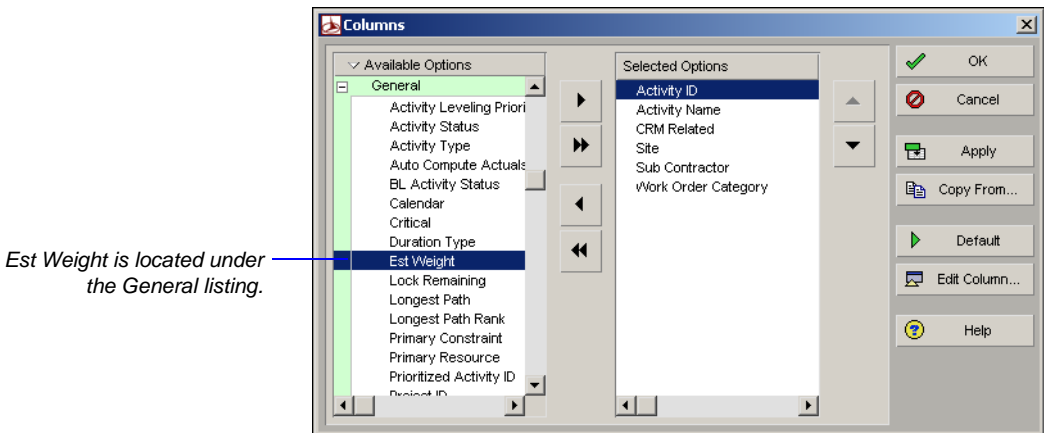 Columns
Available Options
General
Activity Leveling Priori
Activity Status
Activity Type
Auto Compute Actuals
BL Activity Status
Calendar
Critical
Duration Type
Est Weight
Lock Remaining
Longest Path
Longest Path Rank
Primary Constraint
Primary Resource
Prioritized Activity ID
Project ID
Selected Options
Activity ID
Activity Name
CRM Related
Site
Sub Contractor
Work Order Category
OK
Cancel
Apply
Copy From...
Default
Edit Column...
Help
Est Weight is located under
the General listing.